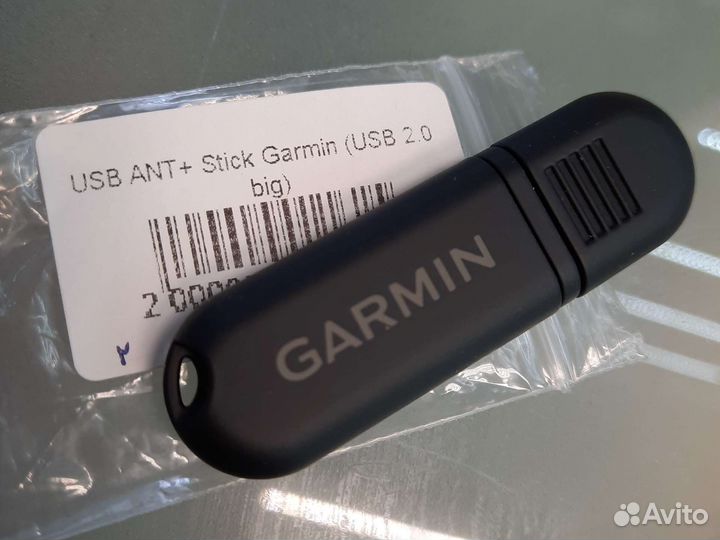 USB ANT+ Stick Garmin (USB 2.0
big)
GARMIN
Avito